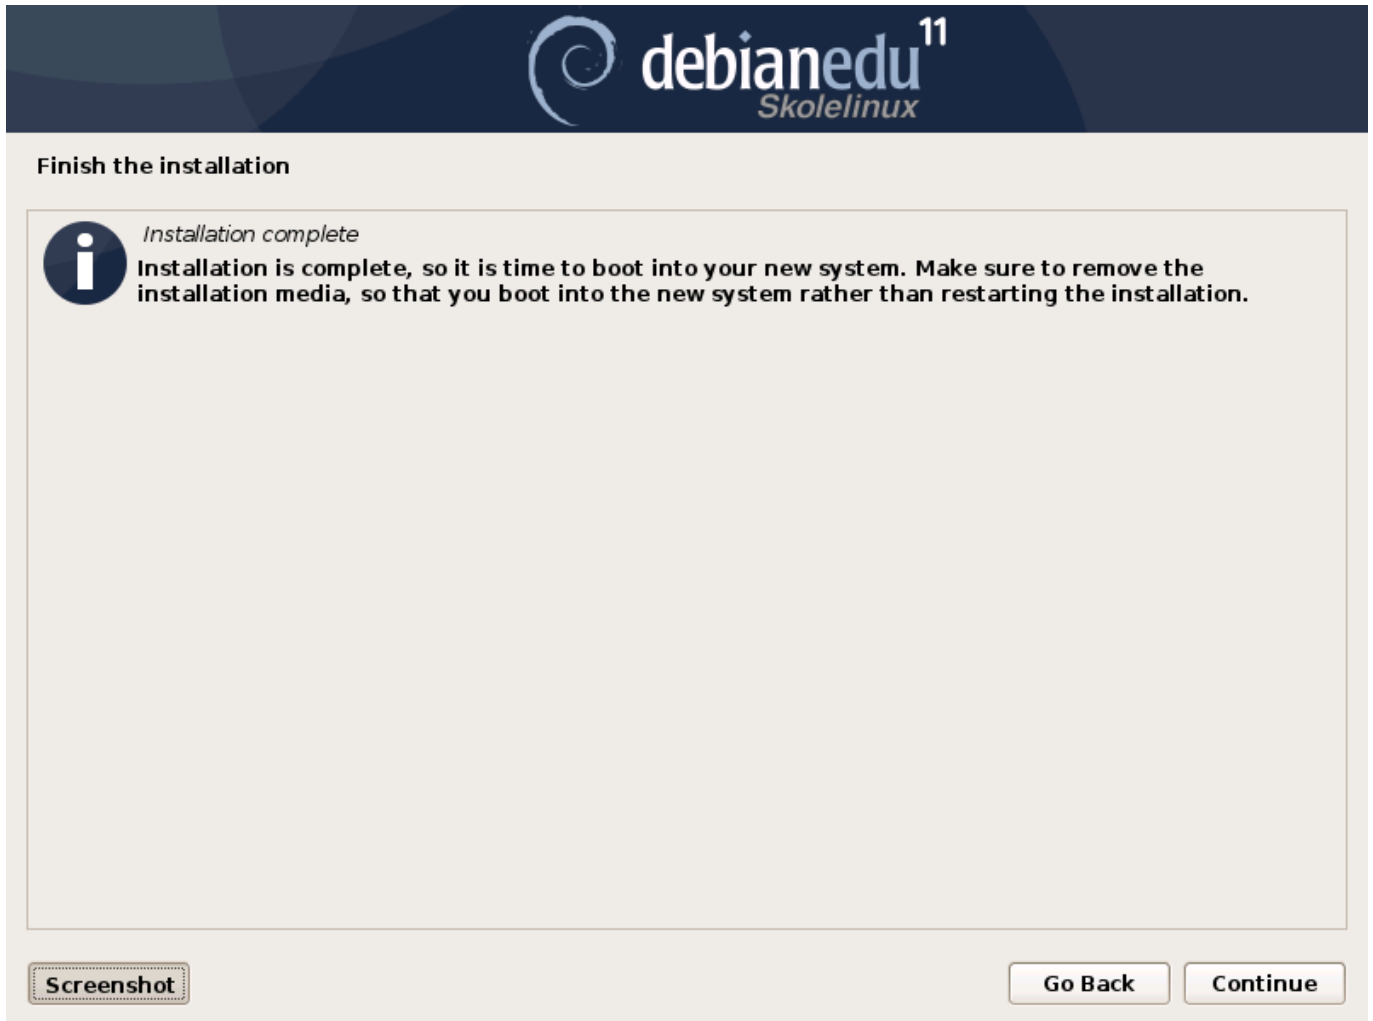 debianedu 11
Skolelinux
Finish the installation
Installation complete
Installation is complete, so it is time to boot into your new system. Make sure to remove the
installation media, so that you boot into the new system rather than restarting the installation.
Screenshot
Go Back
Continue